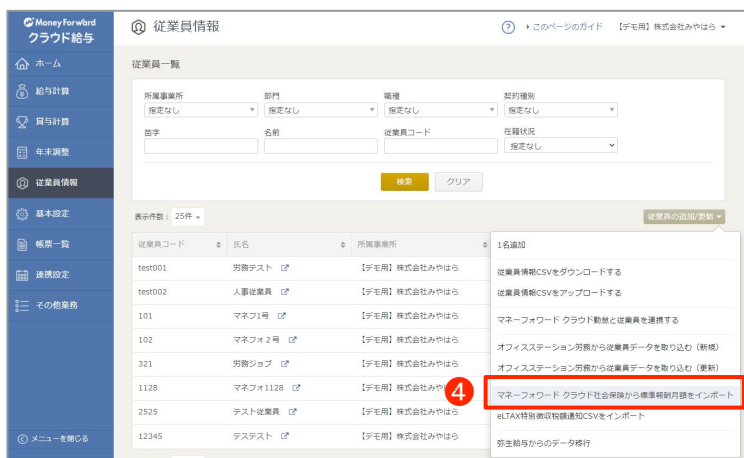 Money Forward
クラウド給与
従業員情報
? ▸このページのガイド 【デモ用】株式会社みやはら
ホーム
給与計算
賞与計算
年末調整
従業員情報
基本設定
帳票一覧
連携設定
その他業務
メニューを閉じる
従業員一覧
所属事業所 部門 職種 契約種別
指定なし 指定なし 指定なし 指定なし
苗字 名前 従業員コード 在籍状況
指定なし
検索 クリア
表示件数： 25件 従業員の追加/更新
従業員コード 氏名 所属事業所
test001 労務テスト 【デモ用】株式会社みやはら
test002 人事従業員 【デモ用】株式会社みやはら
101 マネフ1号 【デモ用】株式会社みやはら
102 マネフォ２号 【デモ用】株式会社みやはら
321 労務ジョブ 【デモ用】株式会社みやはら
1128 マネフオ1128 【デモ用】株式会社みや
2525 テスト従業員 【デモ用】株式会社みやはら
12345 テステスト 【デモ用】株式会社みやはら
1名追加
従業員情報CSVをダウンロードする
従業員情報CSVをアップロードする
マネーフォワード クラウド勤怠と従業員を連携する
オフィスステーション労務から従業員データを取り込む（新規）
オフィスステーション労務から従業員データを取り込む（更新）
4
マネーフォワード クラウド社会保険から標準報酬月額をインポート
eLTAX特別徴収税額通知CSVをインポート
弥生給与からのデータ移行